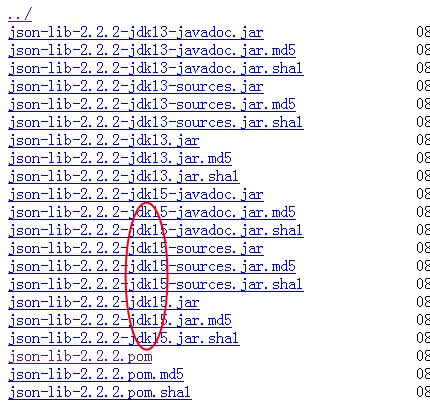 ../
json-lib-2.2.2-jdk13-javadoc.jar 08
json-lib-2.2.2-jdk13-javadoc.jar.md5 08
json-lib-2.2.2-jdk13-javadoc.jar.sha1 08
json-lib-2.2.2-jdk13-sources.jar 08
json-lib-2.2.2-jdk13-sources.jar.md5 08
json-lib-2.2.2-jdk13-sources.jar.sha1 08
json-lib-2.2.2-jdk13.jar 08
json-lib-2.2.2-jdk13.jar.md5 08
json-lib-2.2.2-jdk13.jar.sha1 08
json-lib-2.2.2-jdk15-javadoc.jar 08
json-lib-2.2.2-jdk15-javadoc.jar.md5 08
json-lib-2.2.2-jdk15-javadoc.jar.sha1 08
json-lib-2.2.2-jdk15-sources.jar 08
json-lib-2.2.2-jdk15-sources.jar.md5 08
json-lib-2.2.2-jdk15-sources.jar.sha1 08
json-lib-2.2.2-jdk15.jar 08
json-lib-2.2.2-jdk15.jar.md5 08
json-lib-2.2.2-jdk15.jar.sha1 08
json-lib-2.2.2.pom 08
json-lib-2.2.2.pom.md5 08
json-lib-2.2.2.pom.sha1 08